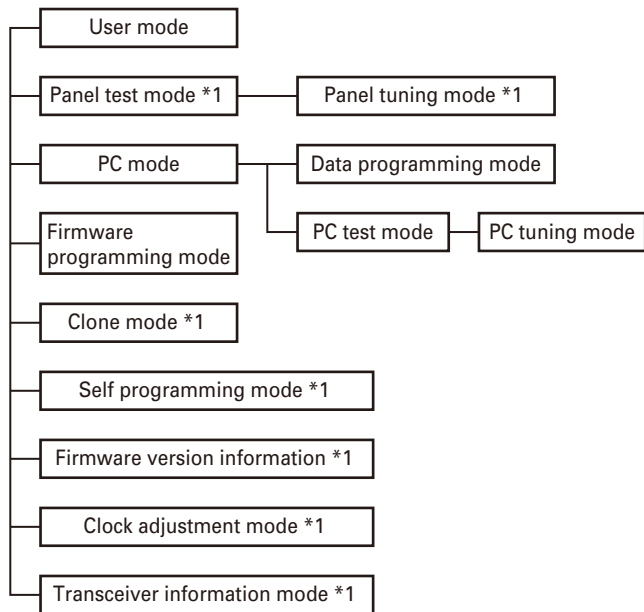 User mode
Panel test mode *1
Panel tuning mode *1
PC mode
Data programming mode
PC test mode
PC tuning mode
Firmware
programming mode
Clone mode *1
Self programming mode *1
Firmware version information *1
Clock adjustment mode *1
Transceiver information mode *1